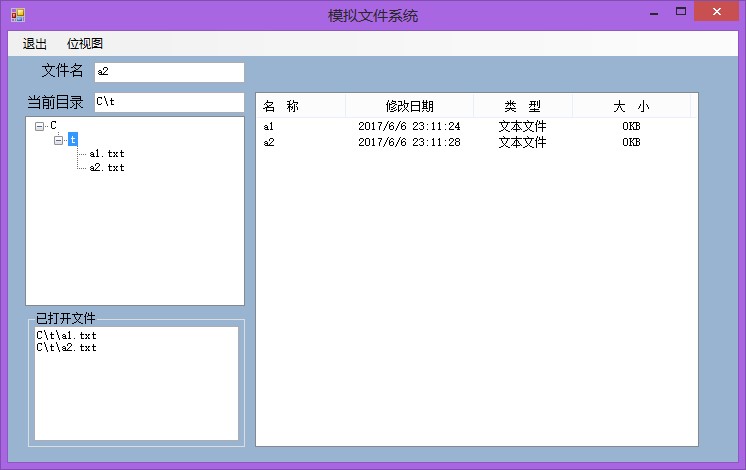 模拟文件系统
退出 位视图
文件名 a2
当前目录 C\t
C
t
a1.txt
a2.txt
已打开文件
C\t\a1.txt
C\t\a2.txt
名 称 修改日期 类 型 大 小
a1 2017/6/6 23:11:24 文本文件 0KB
a2 2017/6/6 23:11:28 文本文件 0KB